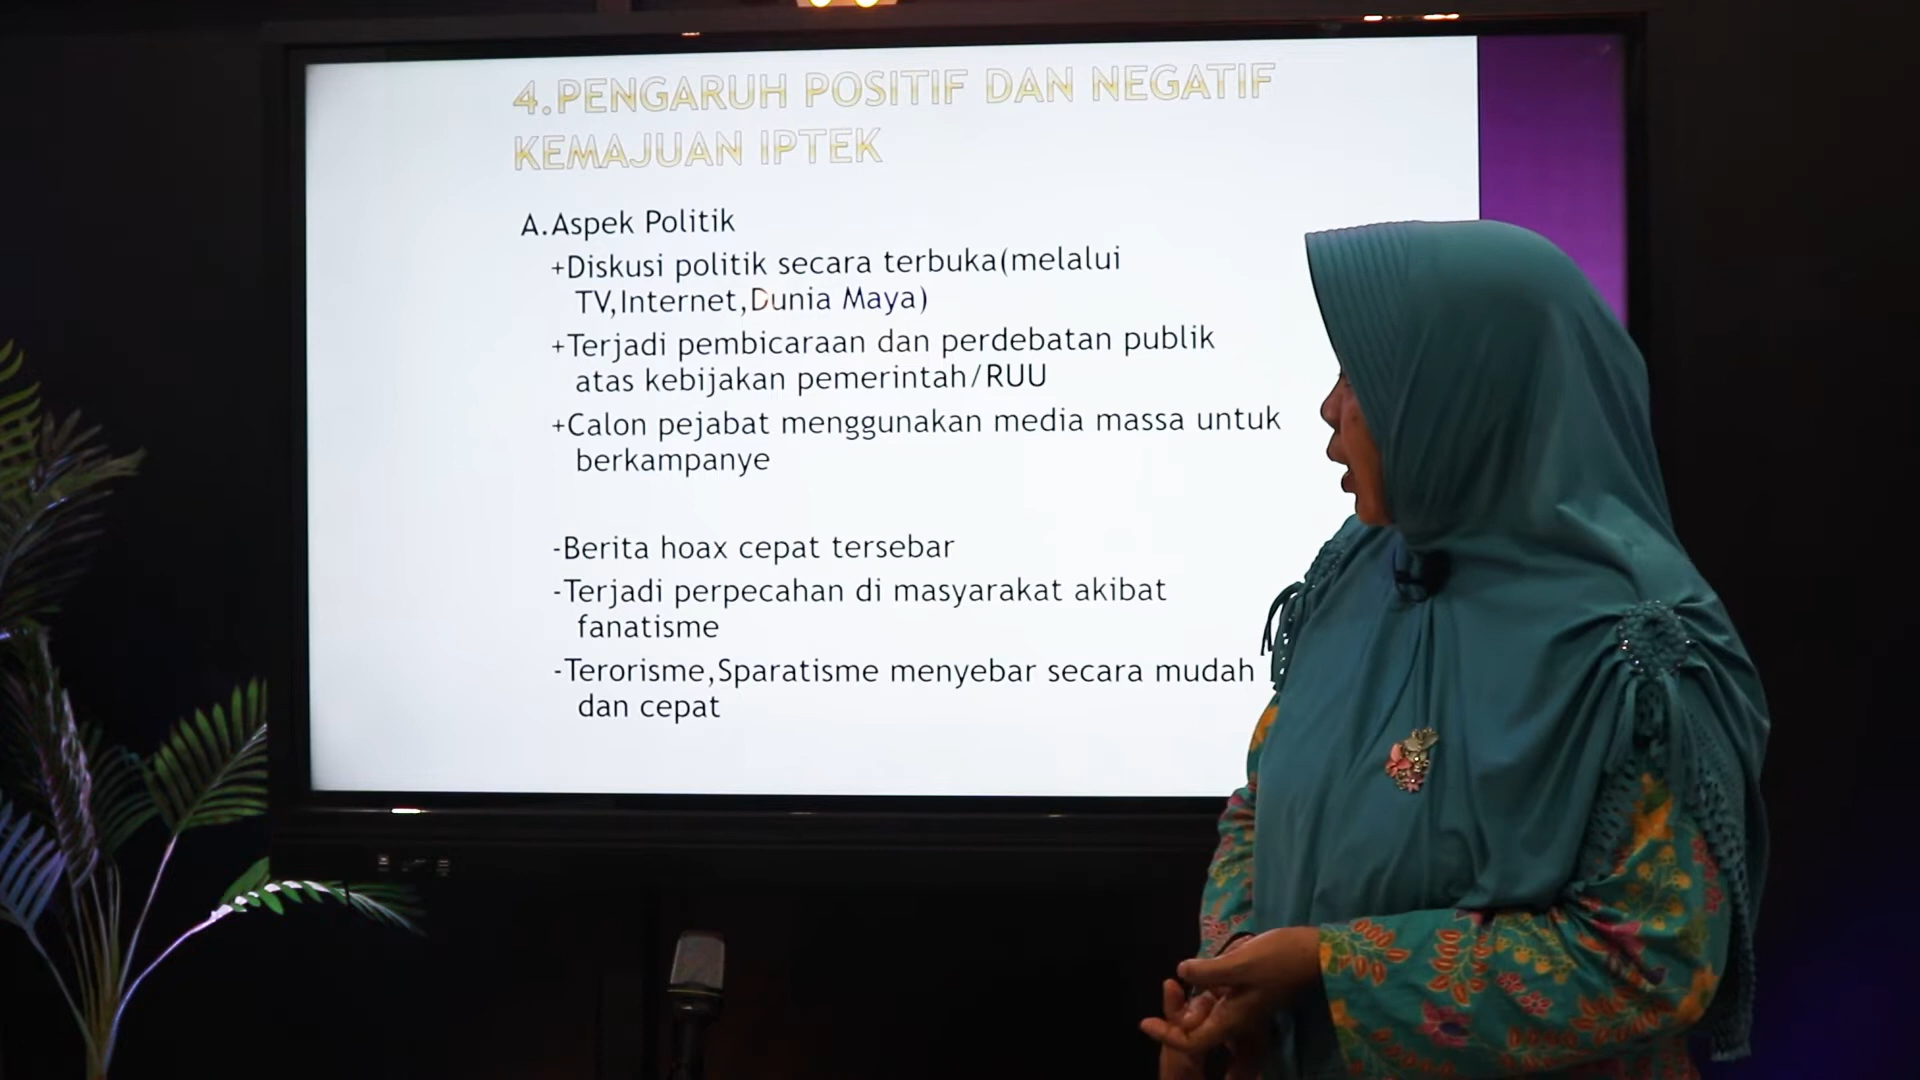 4.PENGARUH POSITIF DAN NEGATIF
KEMAJUAN IPTEK
A.Aspek Politik
+Diskusi politik secara terbuka(melalui
TV,Internet,Dunia Maya)
+Terjadi pembicaraan dan perdebatan publik
atas kebijakan pemerintah/RUU
+Calon pejabat menggunakan media massa untuk
berkampanye
-Berita hoax cepat tersebar
-Terjadi perpecahan di masyarakat akibat
fanatisme
-Terorisme,Sparatisme menyebar secara mudah
dan cepat